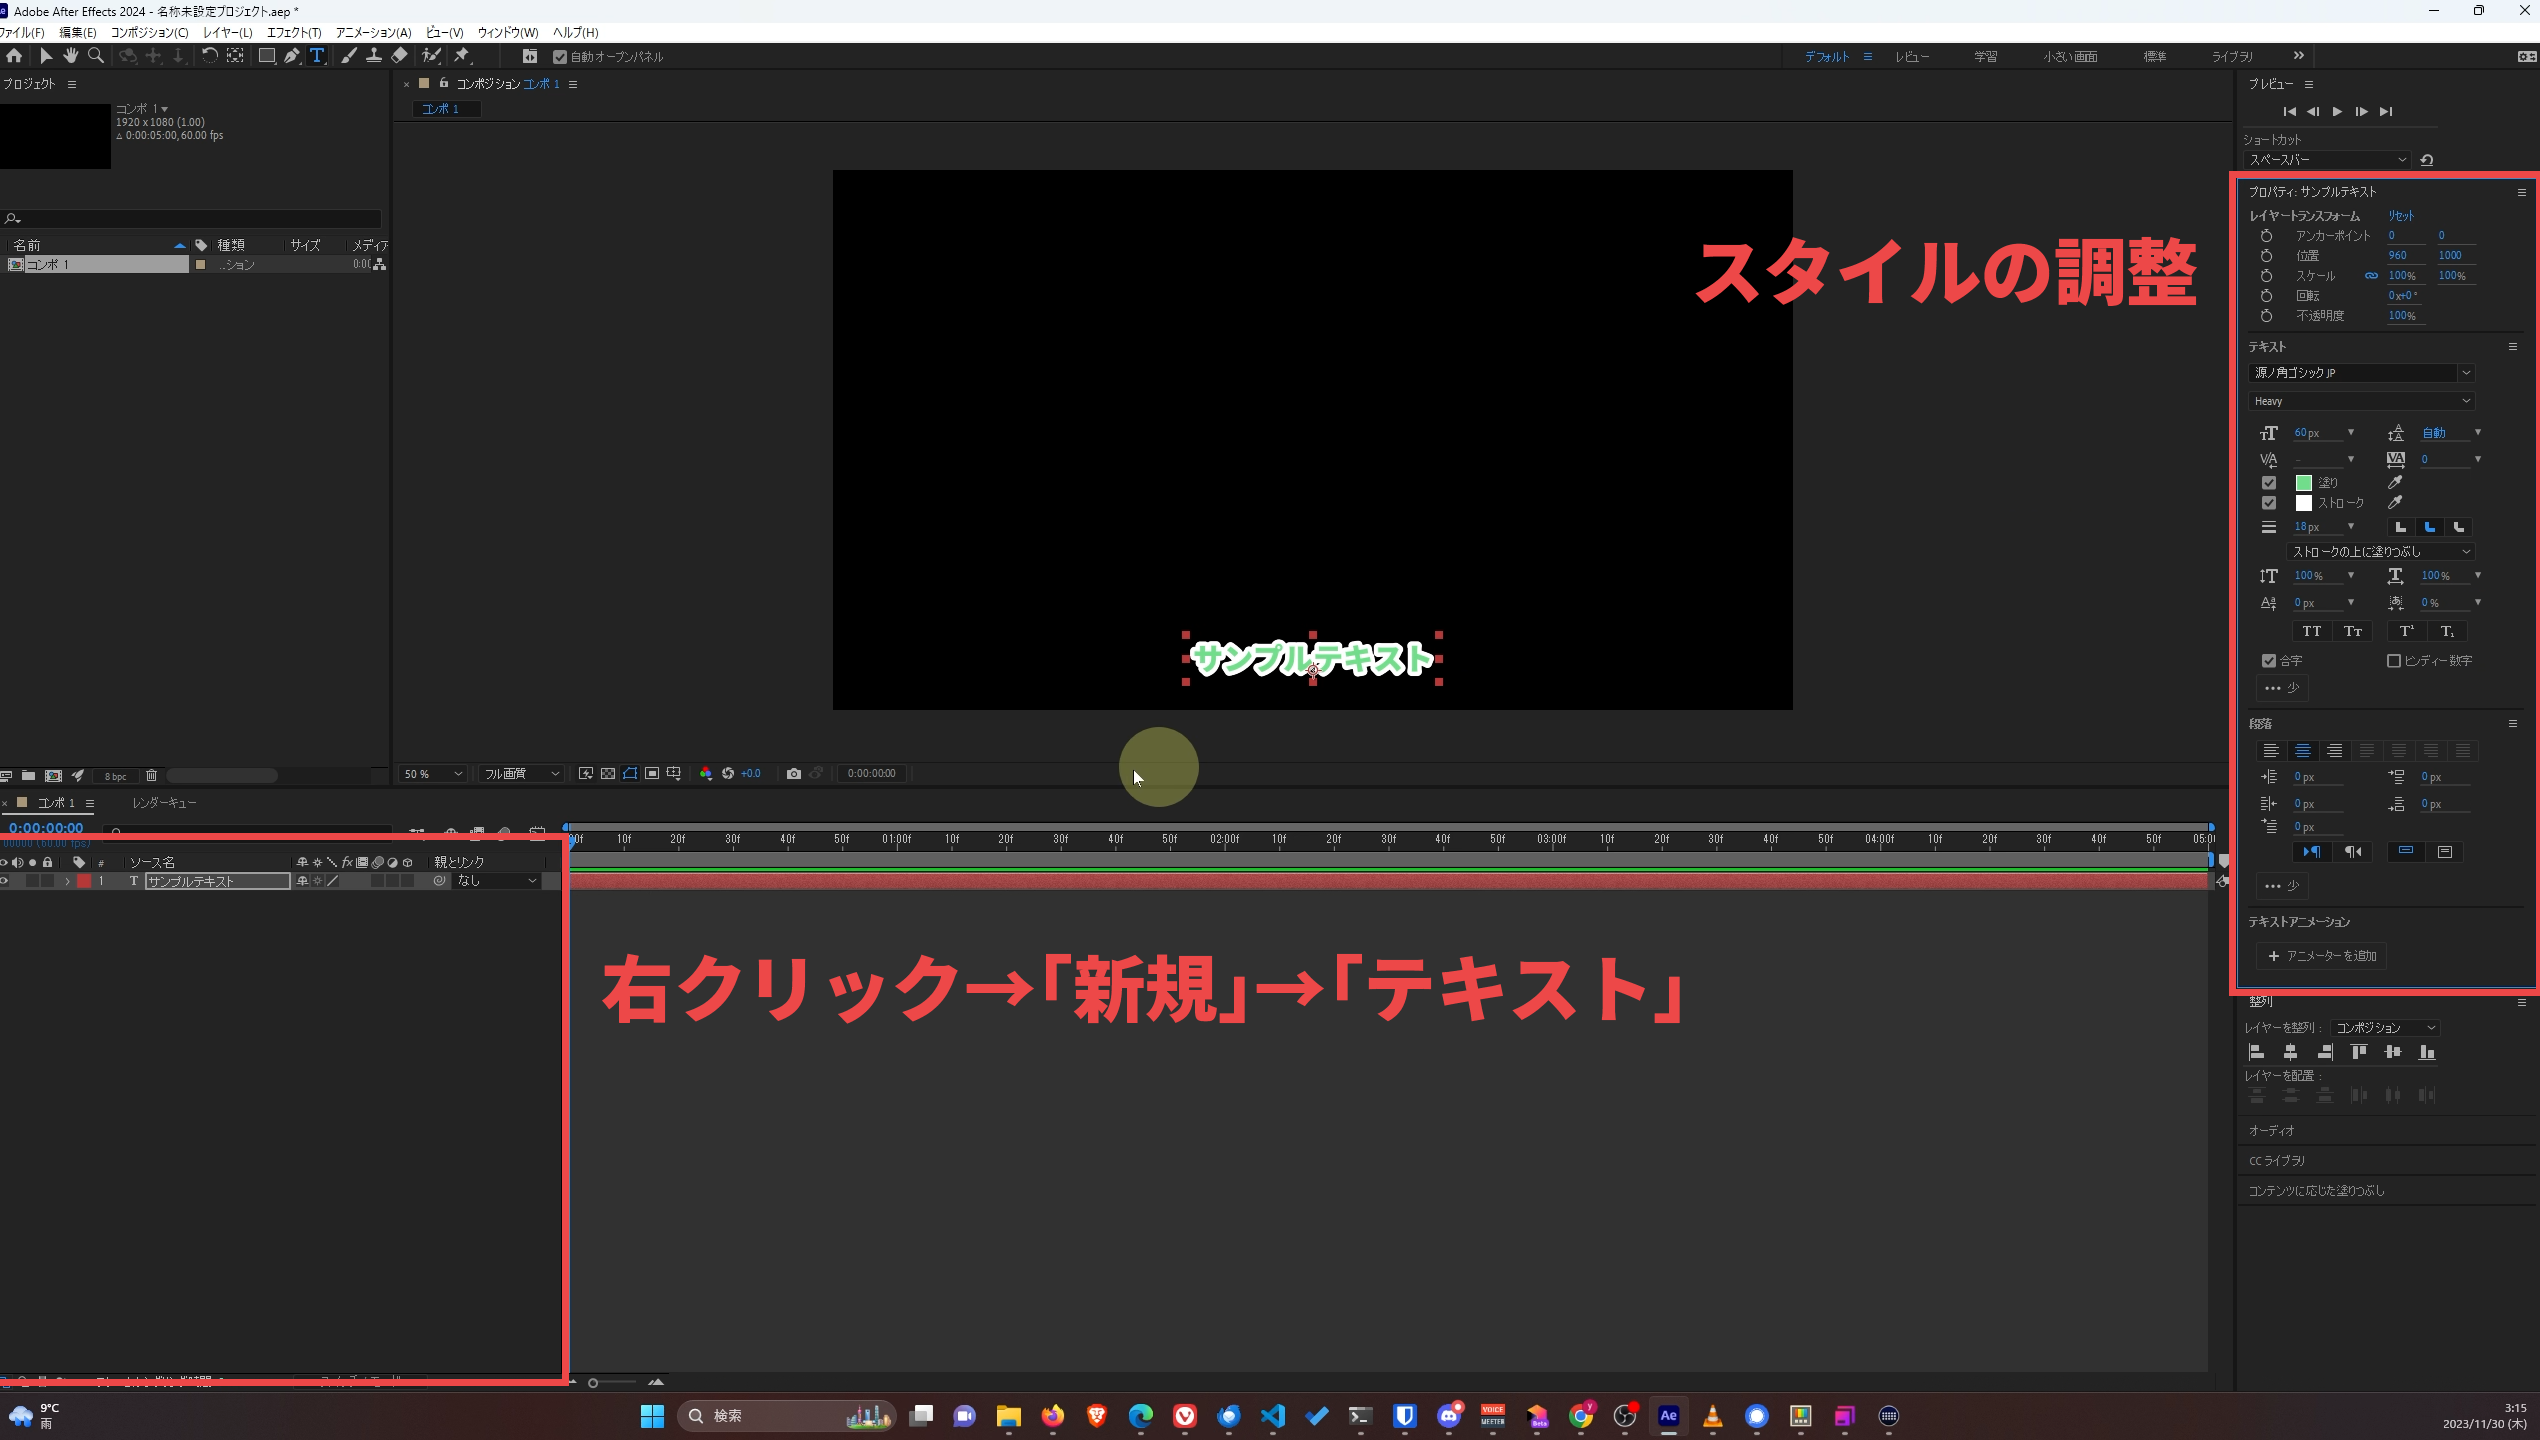 Adobe After Effects 2024 - 名称未設定プロジェクト.aep *
ファイル(F) 編集(E) コンポジション(C) レイヤー(L) エフェクト(T) アニメーション(A) ビュー(V) ウィンドウ(W) ヘルプ(H)
自動オープンパネル
デフォルト レビュー 学習 小さい画面 標準 ライブラリ
プロジェクト
コンポ 1
1920 x 1080 (1.00)
Δ 0:00:05:00, 60.00 fps
名前 種類 サイズ メディア
コンポ 1 ..ション 0:00
8 bpc
コンポジション コンポ 1
コンポ 1
スタイルの調整
サンプルテキスト
50 % フル画質 +0.0 0:00:00:00
プレビュー
ショートカット
スペースバー
プロパティ: サンプルテキスト
レイヤートランスフォーム リセット
アンカーポイント 0 0
位置 960 1000
スケール 100% 100%
回転 0x+0°
不透明度 100%
テキスト
源ノ角ゴシック JP
Heavy
60 px 自動
- 0
塗り
ストローク
18 px
ストロークの上に塗りつぶし
100 % 100 %
0 px 0 %
TT Tт T¹ T₁
合字 ヒンディー数字
••• 少
段落
0 px 0 px
0 px 0 px
0 px
••• 少
テキストアニメーション
+ アニメーターを追加
整列
レイヤーを整列 : コンポジション
レイヤーを配置 :
オーディオ
CC ライブラリ
コンテンツに応じた塗りつぶし
コンポ 1 レンダーキュー
0:00:00:00
00000 (60.00 fps)
# ソース名 親とリンク
1 T サンプルテキスト なし
00f 10f 20f 30f 40f 50f 01:00f 10f 20f 30f 40f 50f 02:00f 10f 20f 30f 40f 50f 03:00f 10f 20f 30f 40f 50f 04:00f 10f 20f 30f 40f 50f 05:0
右クリック→「新規」→「テキスト」
9°C
雨
検索
VOICE
MEETER
Beta
Ae
3:15
2023/11/30 (木)